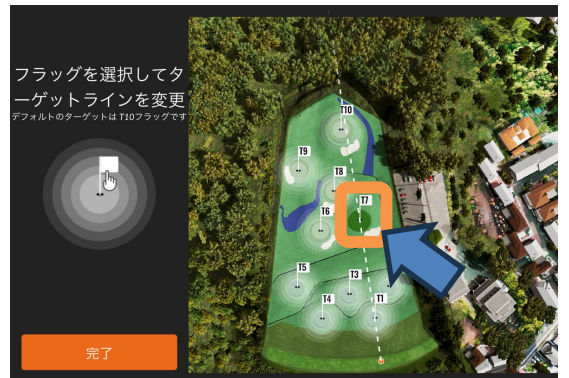 フラッグを選択してタ
ーゲットラインを変更
デフォルトのターゲットは T10フラッグです
完了
T10
T9
T8
T7
T6
T5
T3
T4
T1